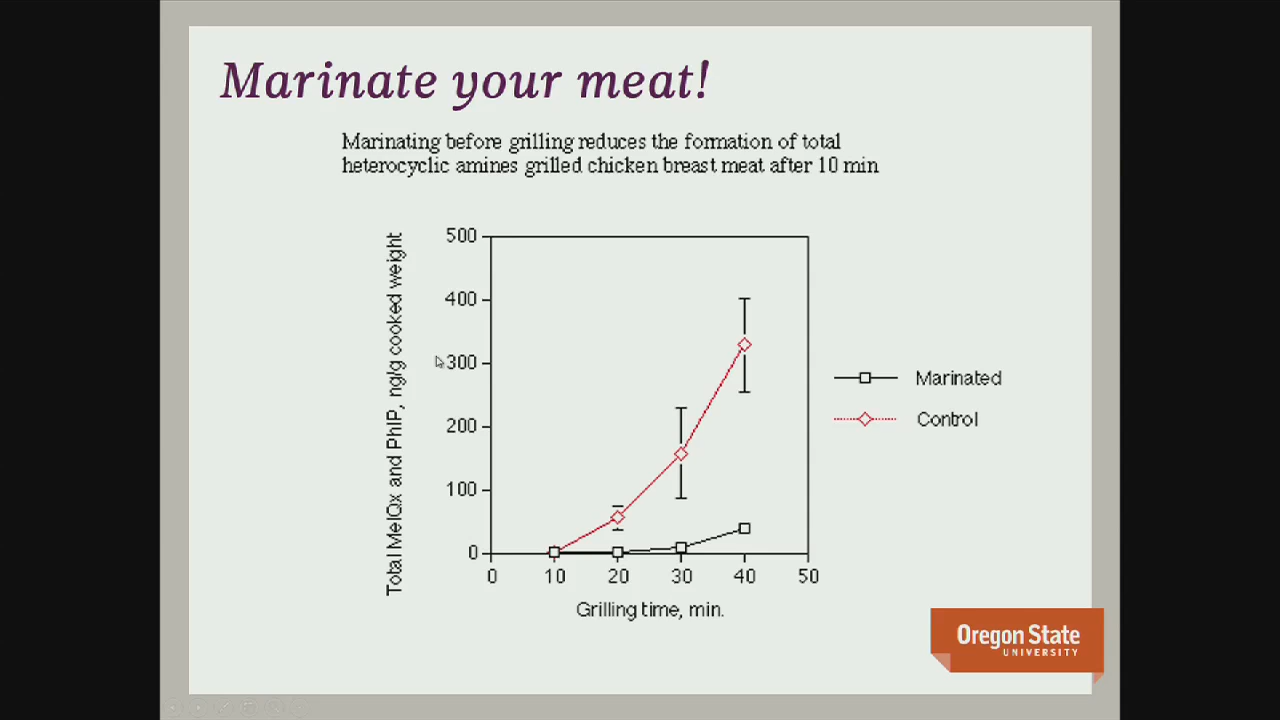 Marinate your meat!
Marinating before grilling reduces the formation of total
heterocyclic amines grilled chicken breast meat after 10 min
Total MeIQx and PhIP, ng/g cooked weight
500
400
300
200
100
0
0 10 20 30 40 50
Grilling time, min.
Marinated
Control
Oregon State
UNIVERSITY